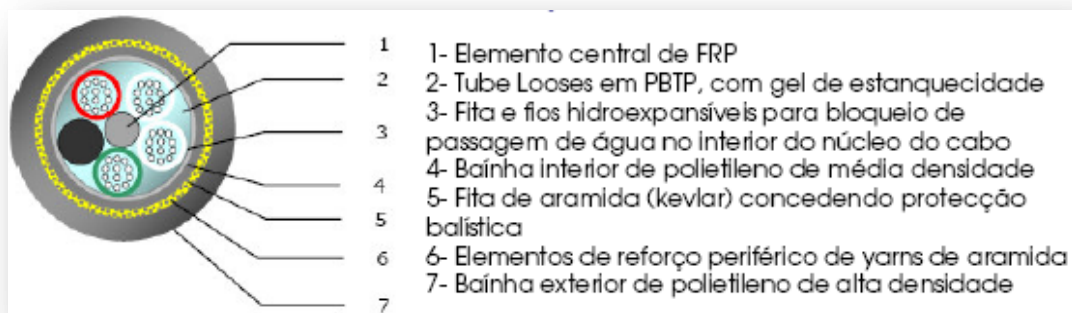 1
2
3
4
5
6
7
1- Elemento central de FRP
2- Tube Looses em PBTP, com gel de estanquecidade
3- Fita e fios hidroexpansíveis para bloqueio de
passagem de água no interior do núcleo do cabo
4- Baínha interior de polietileno de média densidade
5- Fita de aramida (kevlar) concedendo protecção
balística
6- Elementos de reforço periférico de yarns de aramida
7- Baínha exterior de polietileno de alta densidade